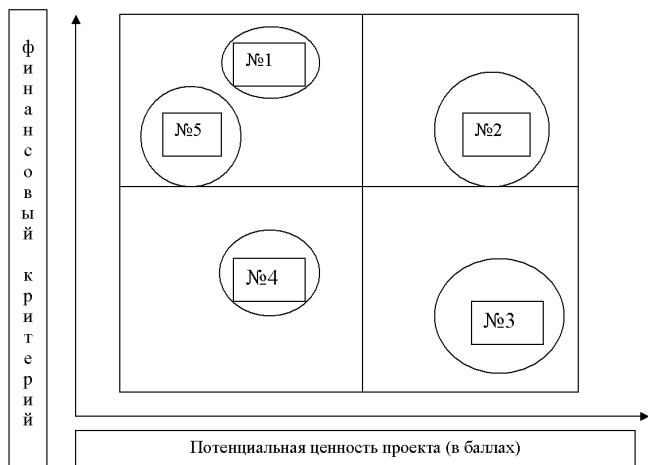 финансовый критерий
№1
№5
№2
№4
№3
Потенциальная ценность проекта (в баллах)